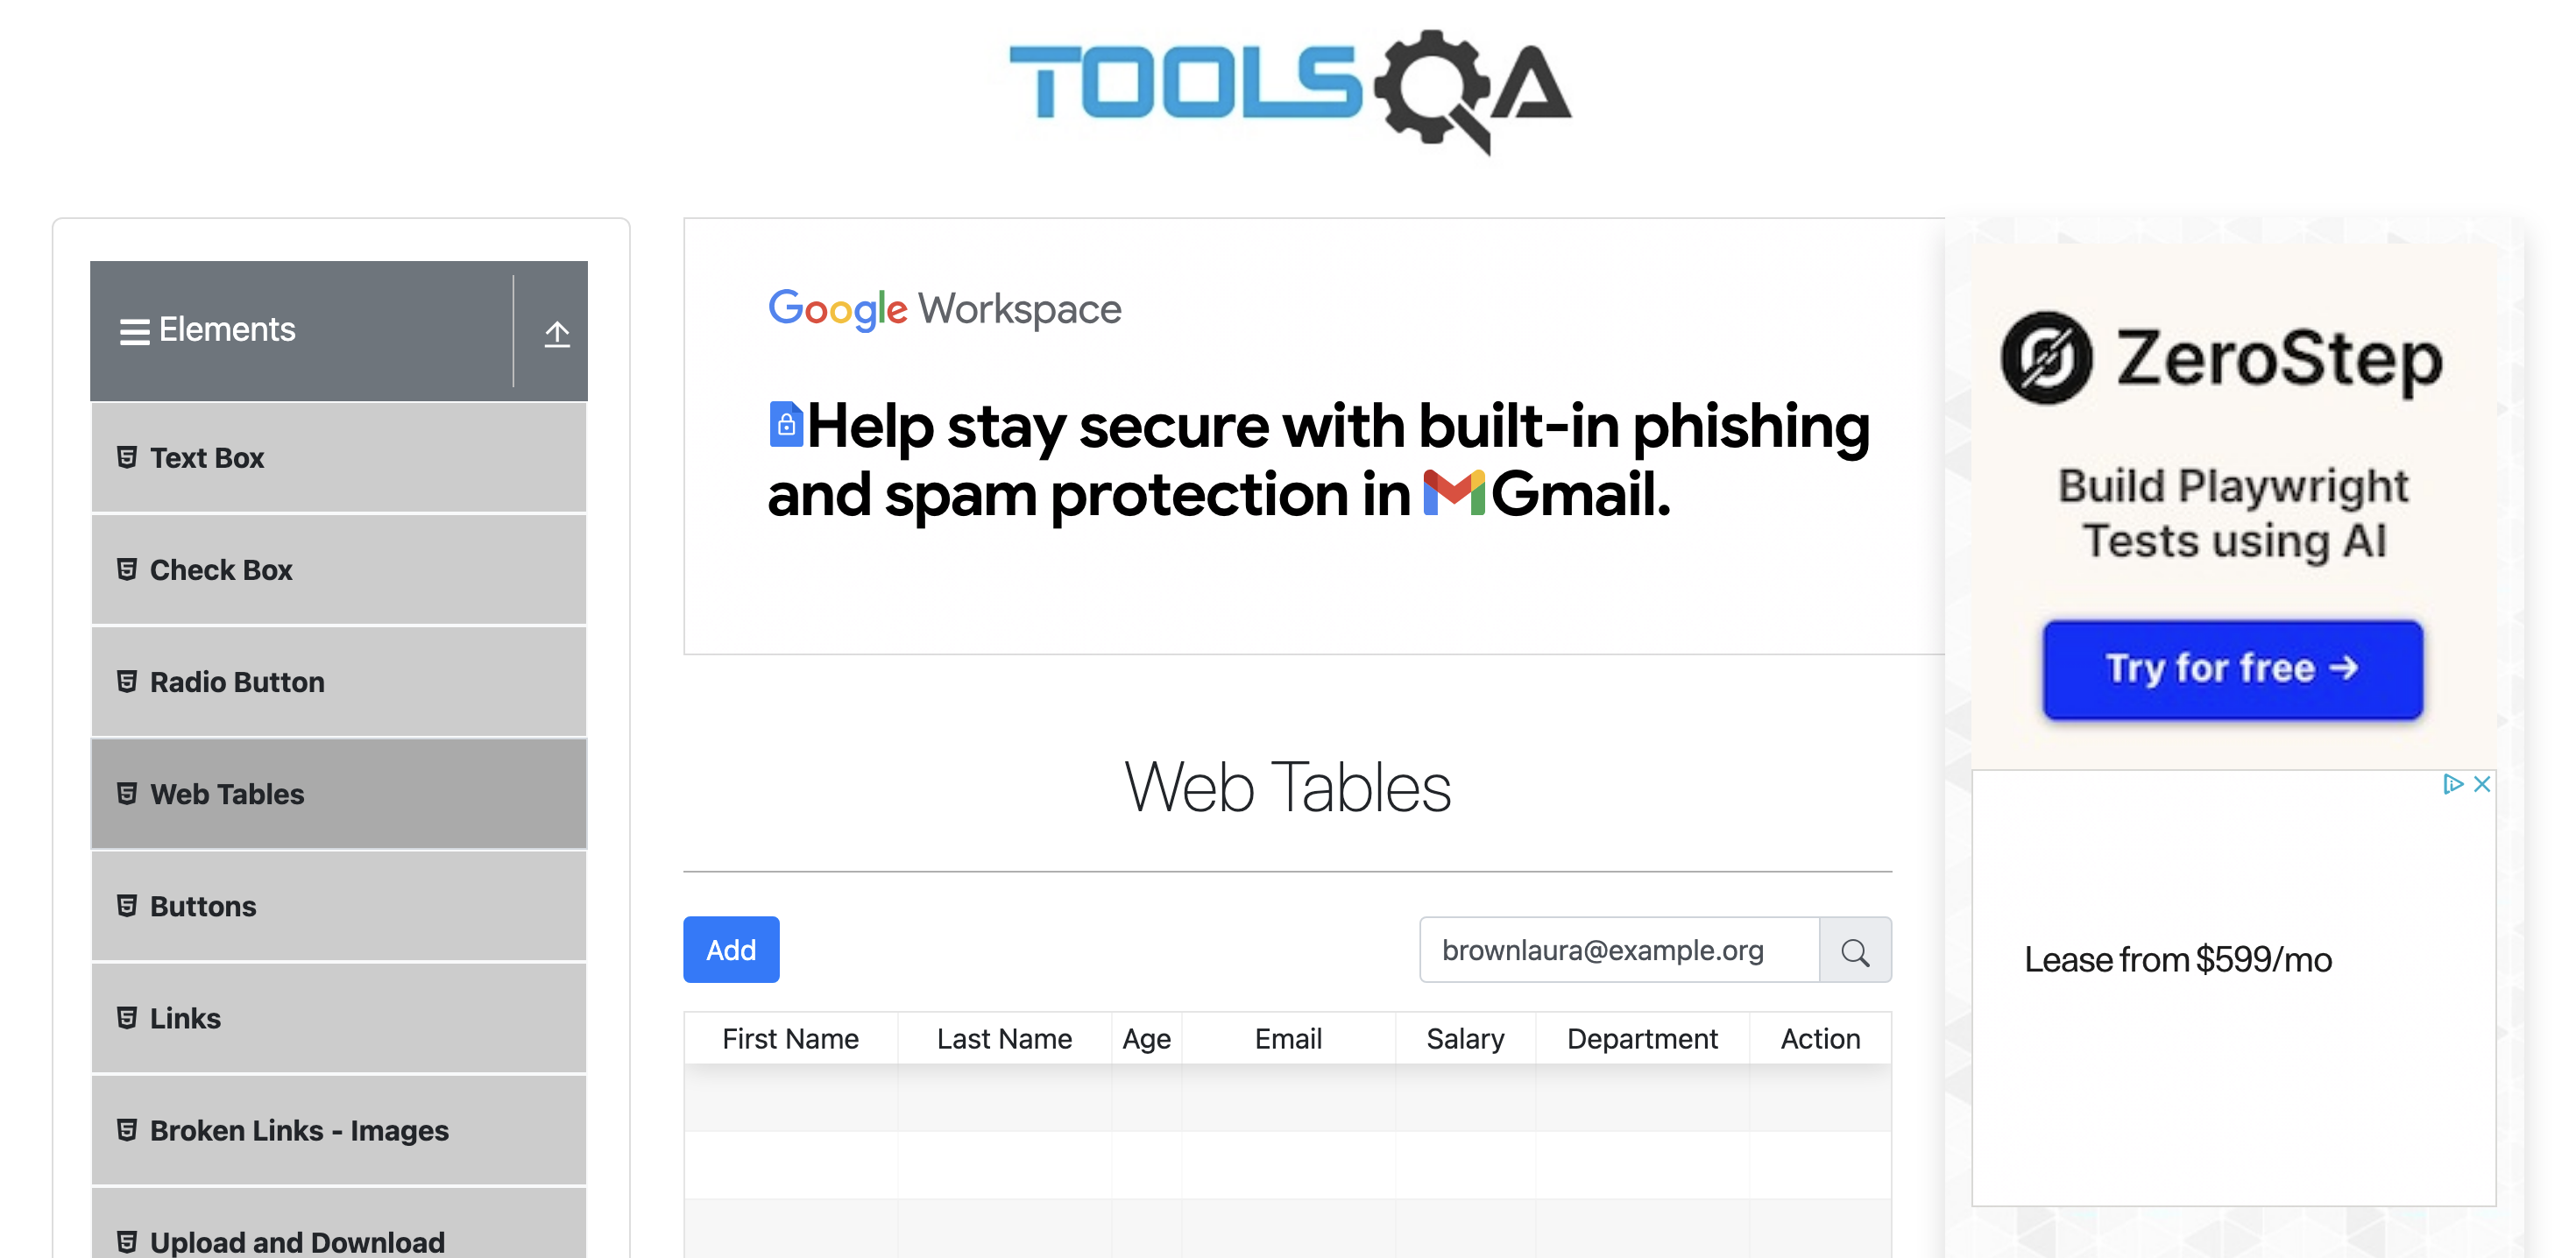 TOOLSQA
Elements
Text Box
Check Box
Radio Button
Web Tables
Buttons
Links
Broken Links - Images
Upload and Download
Google Workspace
Help stay secure with built-in phishing
and spam protection in Gmail.
Web Tables
Add
brownlaura@example.org
First Name Last Name Age Email Salary Department Action
ZeroStep
Build Playwright
Tests using AI
Try for free →
Lease from $599/mo